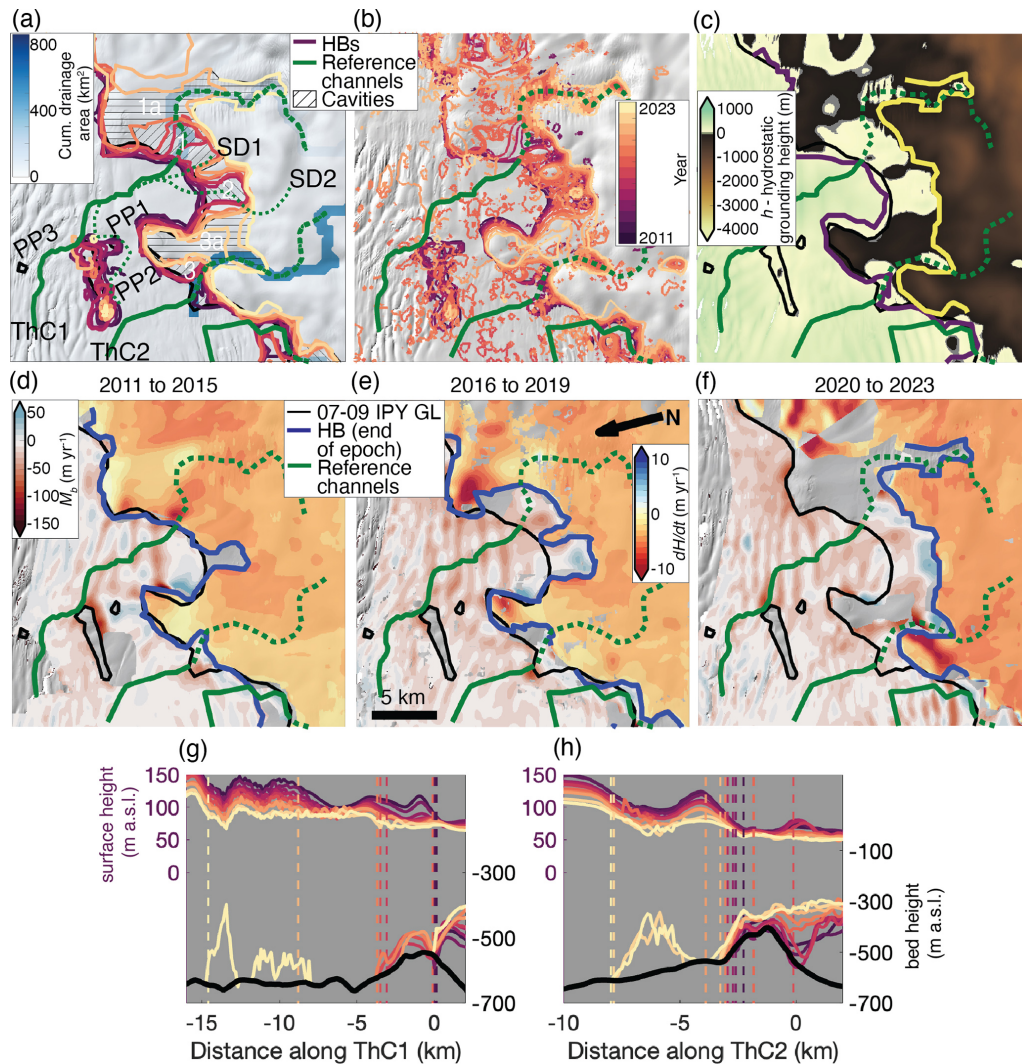 (a)
(b)
(c)
800
400
0
Cum. drainage
area (km²)
HBs
Reference
channels
Cavities
1a
1
SD1
2
SD2
3a
3
PP1
PP3
PP2
ThC1
ThC2
2023
Year
2011
1000
0
-1000
-2000
-3000
-4000
h - hydrostatic
grounding height (m)
(d)
2011 to 2015
(e)
2016 to 2019
(f)
2020 to 2023
50
0
-50
-100
-150
Ṁb (m yr⁻¹)
07-09 IPY GL
HB (end
of epoch)
Reference
channels
N
10
0
-10
dH/dt (m yr⁻¹)
5 km
(g)
(h)
surface height
(m a.s.l.)
150
100
50
0
-300
-500
-700
-15
-10
-5
0
Distance along ThC1 (km)
150
100
50
0
-100
-300
-500
-700
bed height
(m a.s.l.)
-10
-5
0
Distance along ThC2 (km)